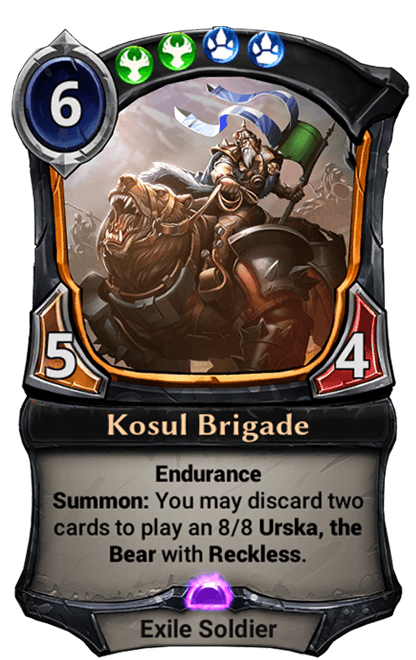 6
5
4
Kosul Brigade
Endurance
Summon: You may discard two
cards to play an 8/8 Urska, the
Bear with Reckless.
Exile Soldier